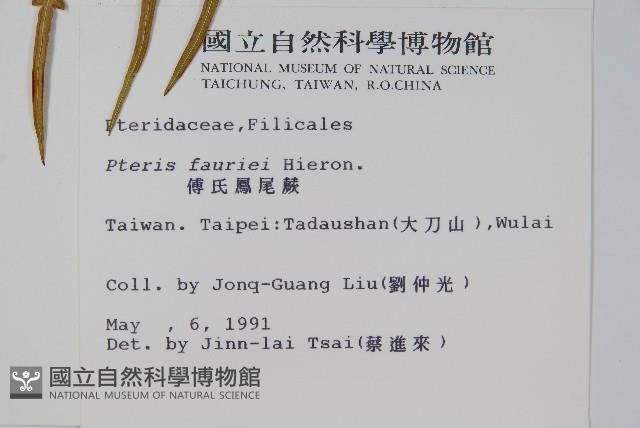 國立自然科學博物館
NATIONAL MUSEUM OF NATURAL SCIENCE
TAICHUNG, TAIWAN, R.O.CHINA
Pteridaceae,Filicales
Pteris fauriei Hieron.
傅氏鳳尾蕨
Taiwan. Taipei:Tadaushan(大刀山),Wulai
Coll. by Jonq-Guang Liu(劉仲光)
May , 6, 1991
Det. by Jinn-lai Tsai(蔡進來)
國立自然科學博物館
NATIONAL MUSEUM OF NATURAL SCIENCE